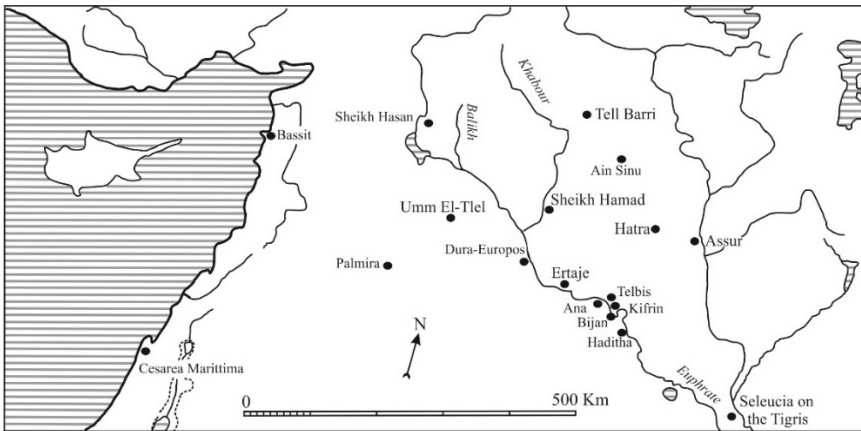 Khabour
Tell Barri
Sheikh Hasan
Balikh
Bassit
Ain Sinu
Umm El-Tlel
Sheikh Hamad
Hatra
Assur
Palmira
Dura-Europos
Ertaje
Telbis
Ana
Kifrin
Bijan
Haditha
N
Cesarea Marittima
Euphrate
0
500 Km
Seleucia on
the Tigris